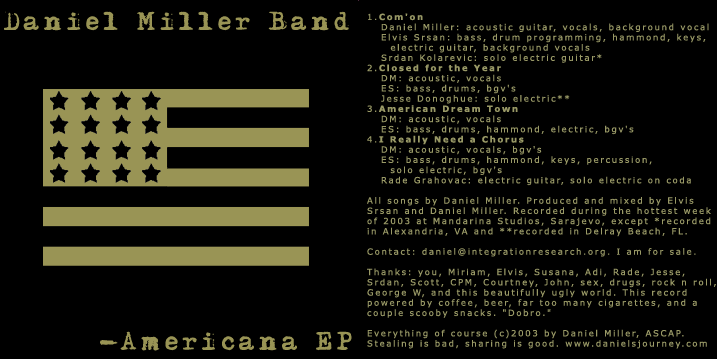 Daniel Miller Band
—Americana EP
1.Com'on
Daniel Miller: acoustic guitar, vocals, background vocal
Elvis Srsan: bass, drum programming, hammond, keys,
electric guitar, background vocals
Srdan Kolarevic: solo electric guitar*
2.Closed for the Year
DM: acoustic, vocals
ES: bass, drums, bgv's
Jesse Donoghue: solo electric**
3.American Dream Town
DM: acoustic, vocals
ES: bass, drums, hammond, electric, bgv's
4.I Really Need a Chorus
DM: acoustic, vocals, bgv's
ES: bass, drums, hammond, keys, percussion,
solo electric, bgv's
Rade Grahovac: electric guitar, solo electric on coda
All songs by Daniel Miller. Produced and mixed by Elvis
Srsan and Daniel Miller. Recorded during the hottest week
of 2003 at Mandarina Studios, Sarajevo, except *recorded
in Alexandria, VA and **recorded in Delray Beach, FL.
Contact: daniel@integrationresearch.org. I am for sale.
Thanks: you, Miriam, Elvis, Susana, Adi, Rade, Jesse,
Srdan, Scott, CPM, Courtney, John, sex, drugs, rock n roll,
George W, and this beautifully ugly world. This record
powered by coffee, beer, far too many cigarettes, and a
couple scooby snacks. "Dobro."
Everything of course (c)2003 by Daniel Miller, ASCAP.
Stealing is bad, sharing is good. www.danielsjourney.com